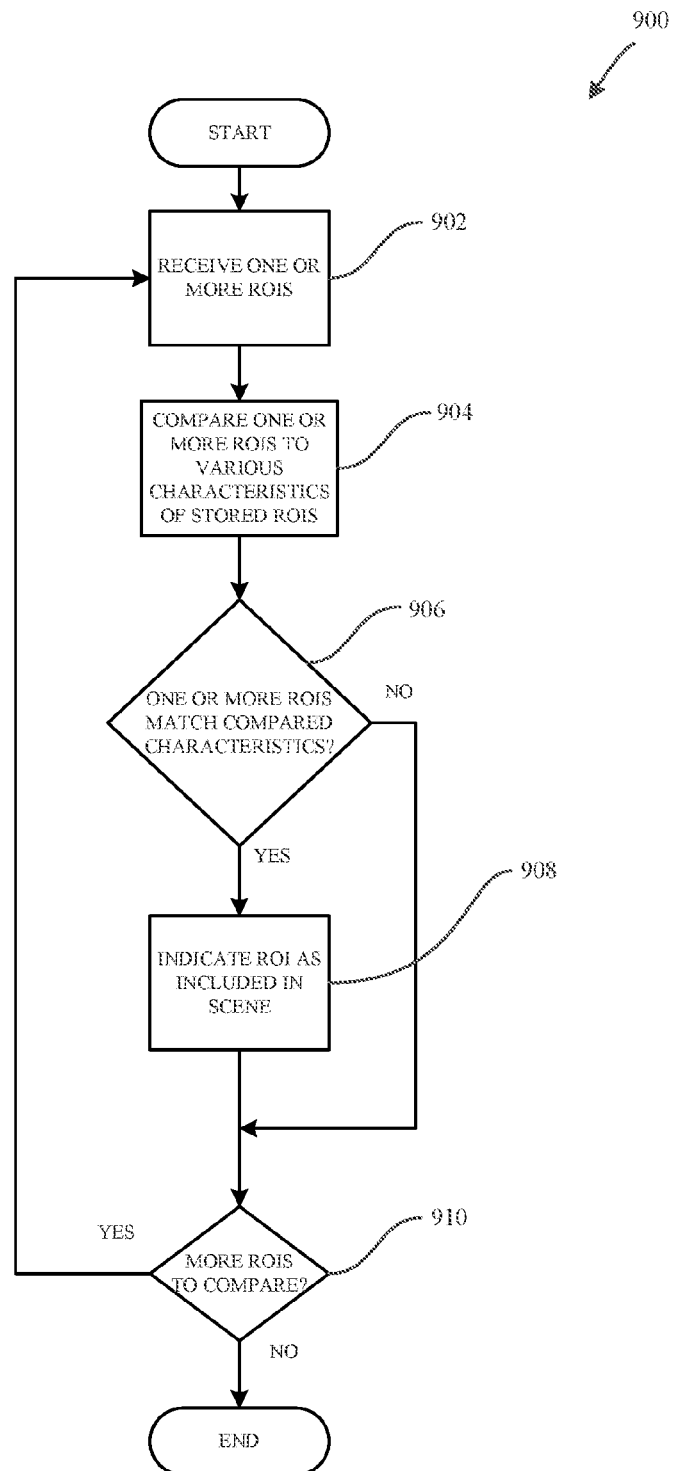 900
START
902
RECEIVE ONE OR
MORE ROIS
904
COMPARE ONE OR
MORE ROIS TO
VARIOUS
CHARACTERISTICS
OF STORED ROIS
906
ONE OR MORE ROIS
MATCH COMPARED
CHARACTERISTICS?
NO
YES
908
INDICATE ROI AS
INCLUDED IN
SCENE
910
YES
MORE ROIS
TO COMPARE?
NO
END